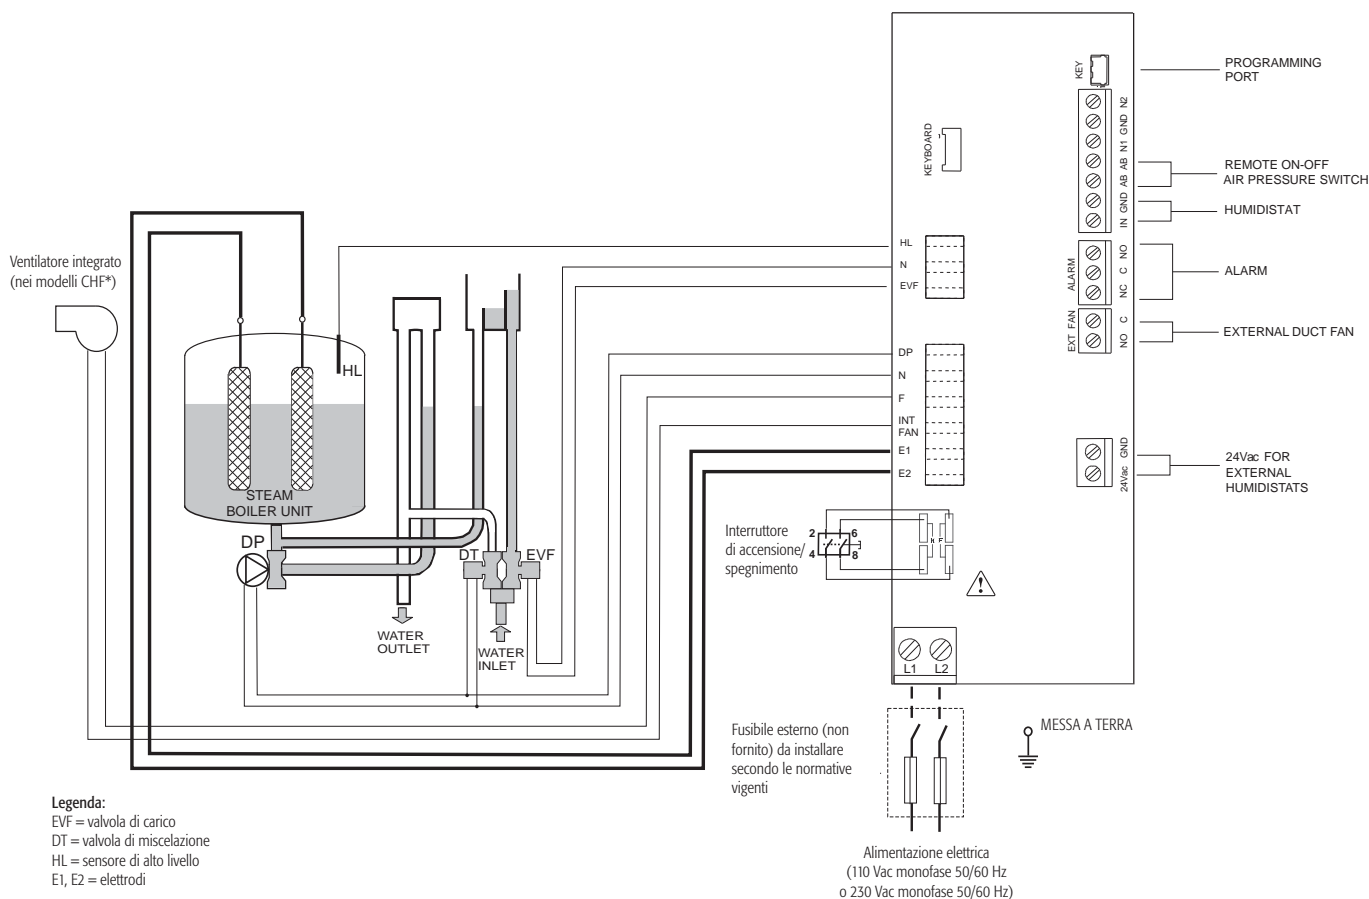 PROGRAMMING
PORT
KEY
KEYBOARD
1
N2
GND
N1
AB
AB
GND
IN
REMOTE ON-OFF
AIR PRESSURE SWITCH
HUMIDISTAT
ALARM
NO
C
NC
ALARM
EXT FAN
C
NO
EXTERNAL DUCT FAN
GND
24Vac
24Vac FOR
EXTERNAL
HUMIDISTATS
HL
N
EVF
DP
N
F
INT
FAN
E1
E2
Ventilatore integrato
(nei modelli CHF*)
HL
STEAM
BOILER UNIT
DP
DT
EVF
WATER
OUTLET
WATER
INLET
Interruttore
di accensione/
spegnimento
2
6
4
8
L1
L2
Fusibile esterno (non
fornito) da installare
secondo le normative
vigenti
MESSA A TERRA
Alimentazione elettrica
(110 Vac monofase 50/60 Hz
o 230 Vac monofase 50/60 Hz)
Legenda:
EVF = valvola di carico
DT = valvola di miscelazione
HL = sensore di alto livello
E1, E2 = elettrodi